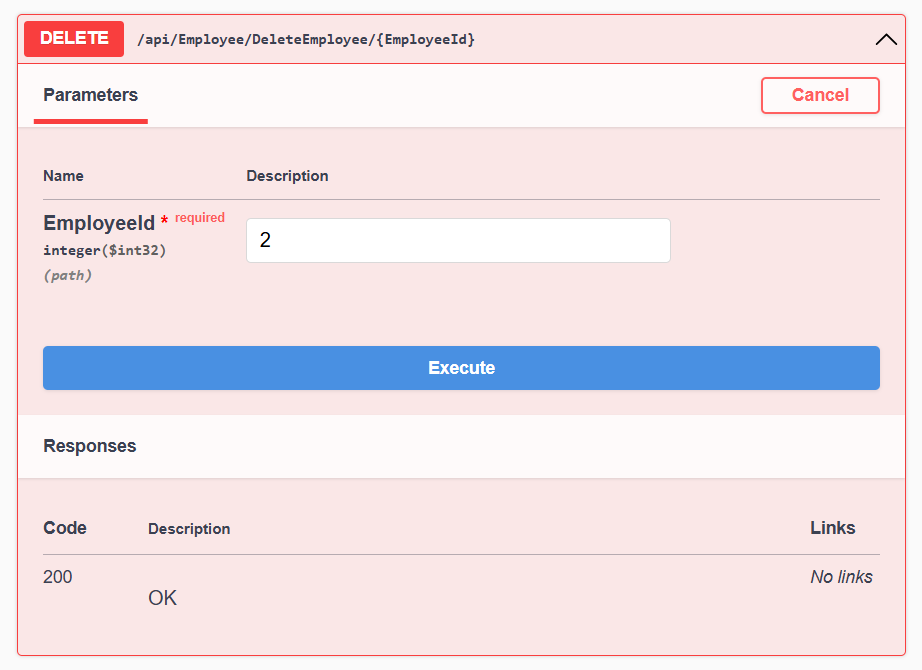 DELETE /api/Employee/DeleteEmployee/{EmployeeId}
Parameters Cancel
Name Description
EmployeeId * required
integer($int32)
(path)
2
Execute
Responses
Code Description Links
200 No links
OK